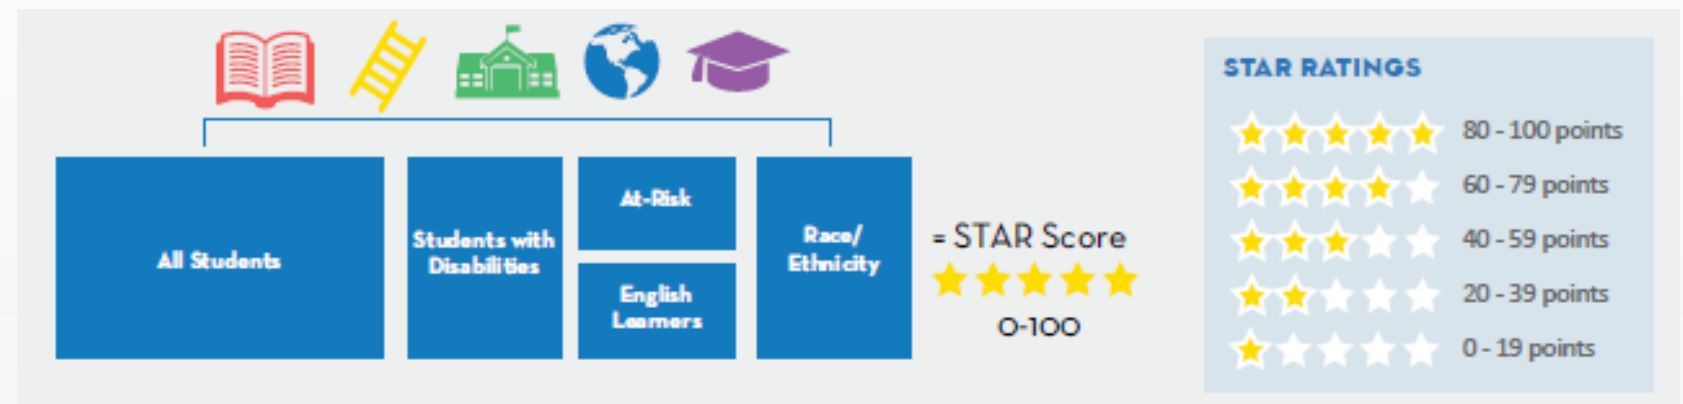 All Students
Students with
Disabilities
At-Risk
English
Learners
Race/
Ethnicity
= STAR Score
0-100
STAR RATINGS
80 - 100 points
60 - 79 points
40 - 59 points
20 - 39 points
0 - 19 points